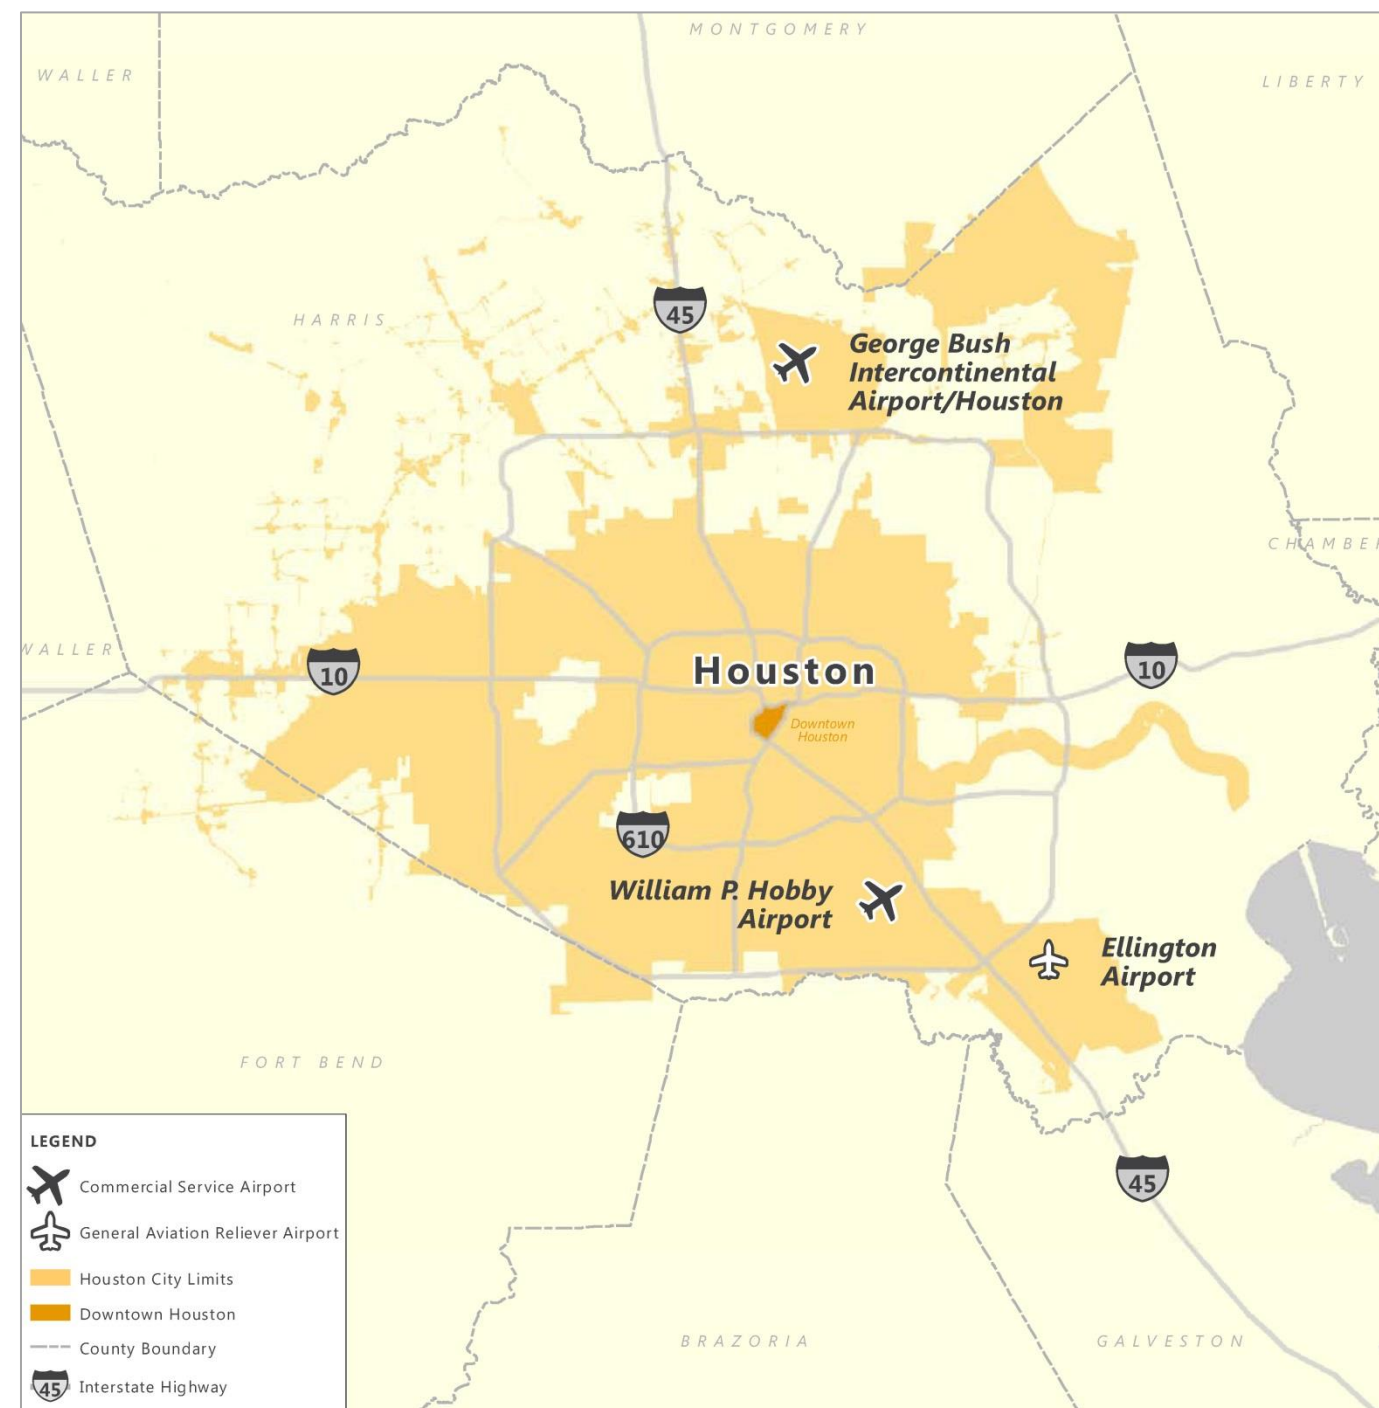 MONTGOMERY
WALLER
LIBERTY
HARRIS
45
George Bush
Intercontinental
Airport/Houston
CHAMBER
WALLER
10
Houston
10
Downtown
Houston
610
William P. Hobby
Airport
Ellington
Airport
FORT BEND
45
BRAZORIA
GALVESTON
LEGEND
Commercial Service Airport
General Aviation Reliever Airport
Houston City Limits
Downtown Houston
County Boundary
45 Interstate Highway